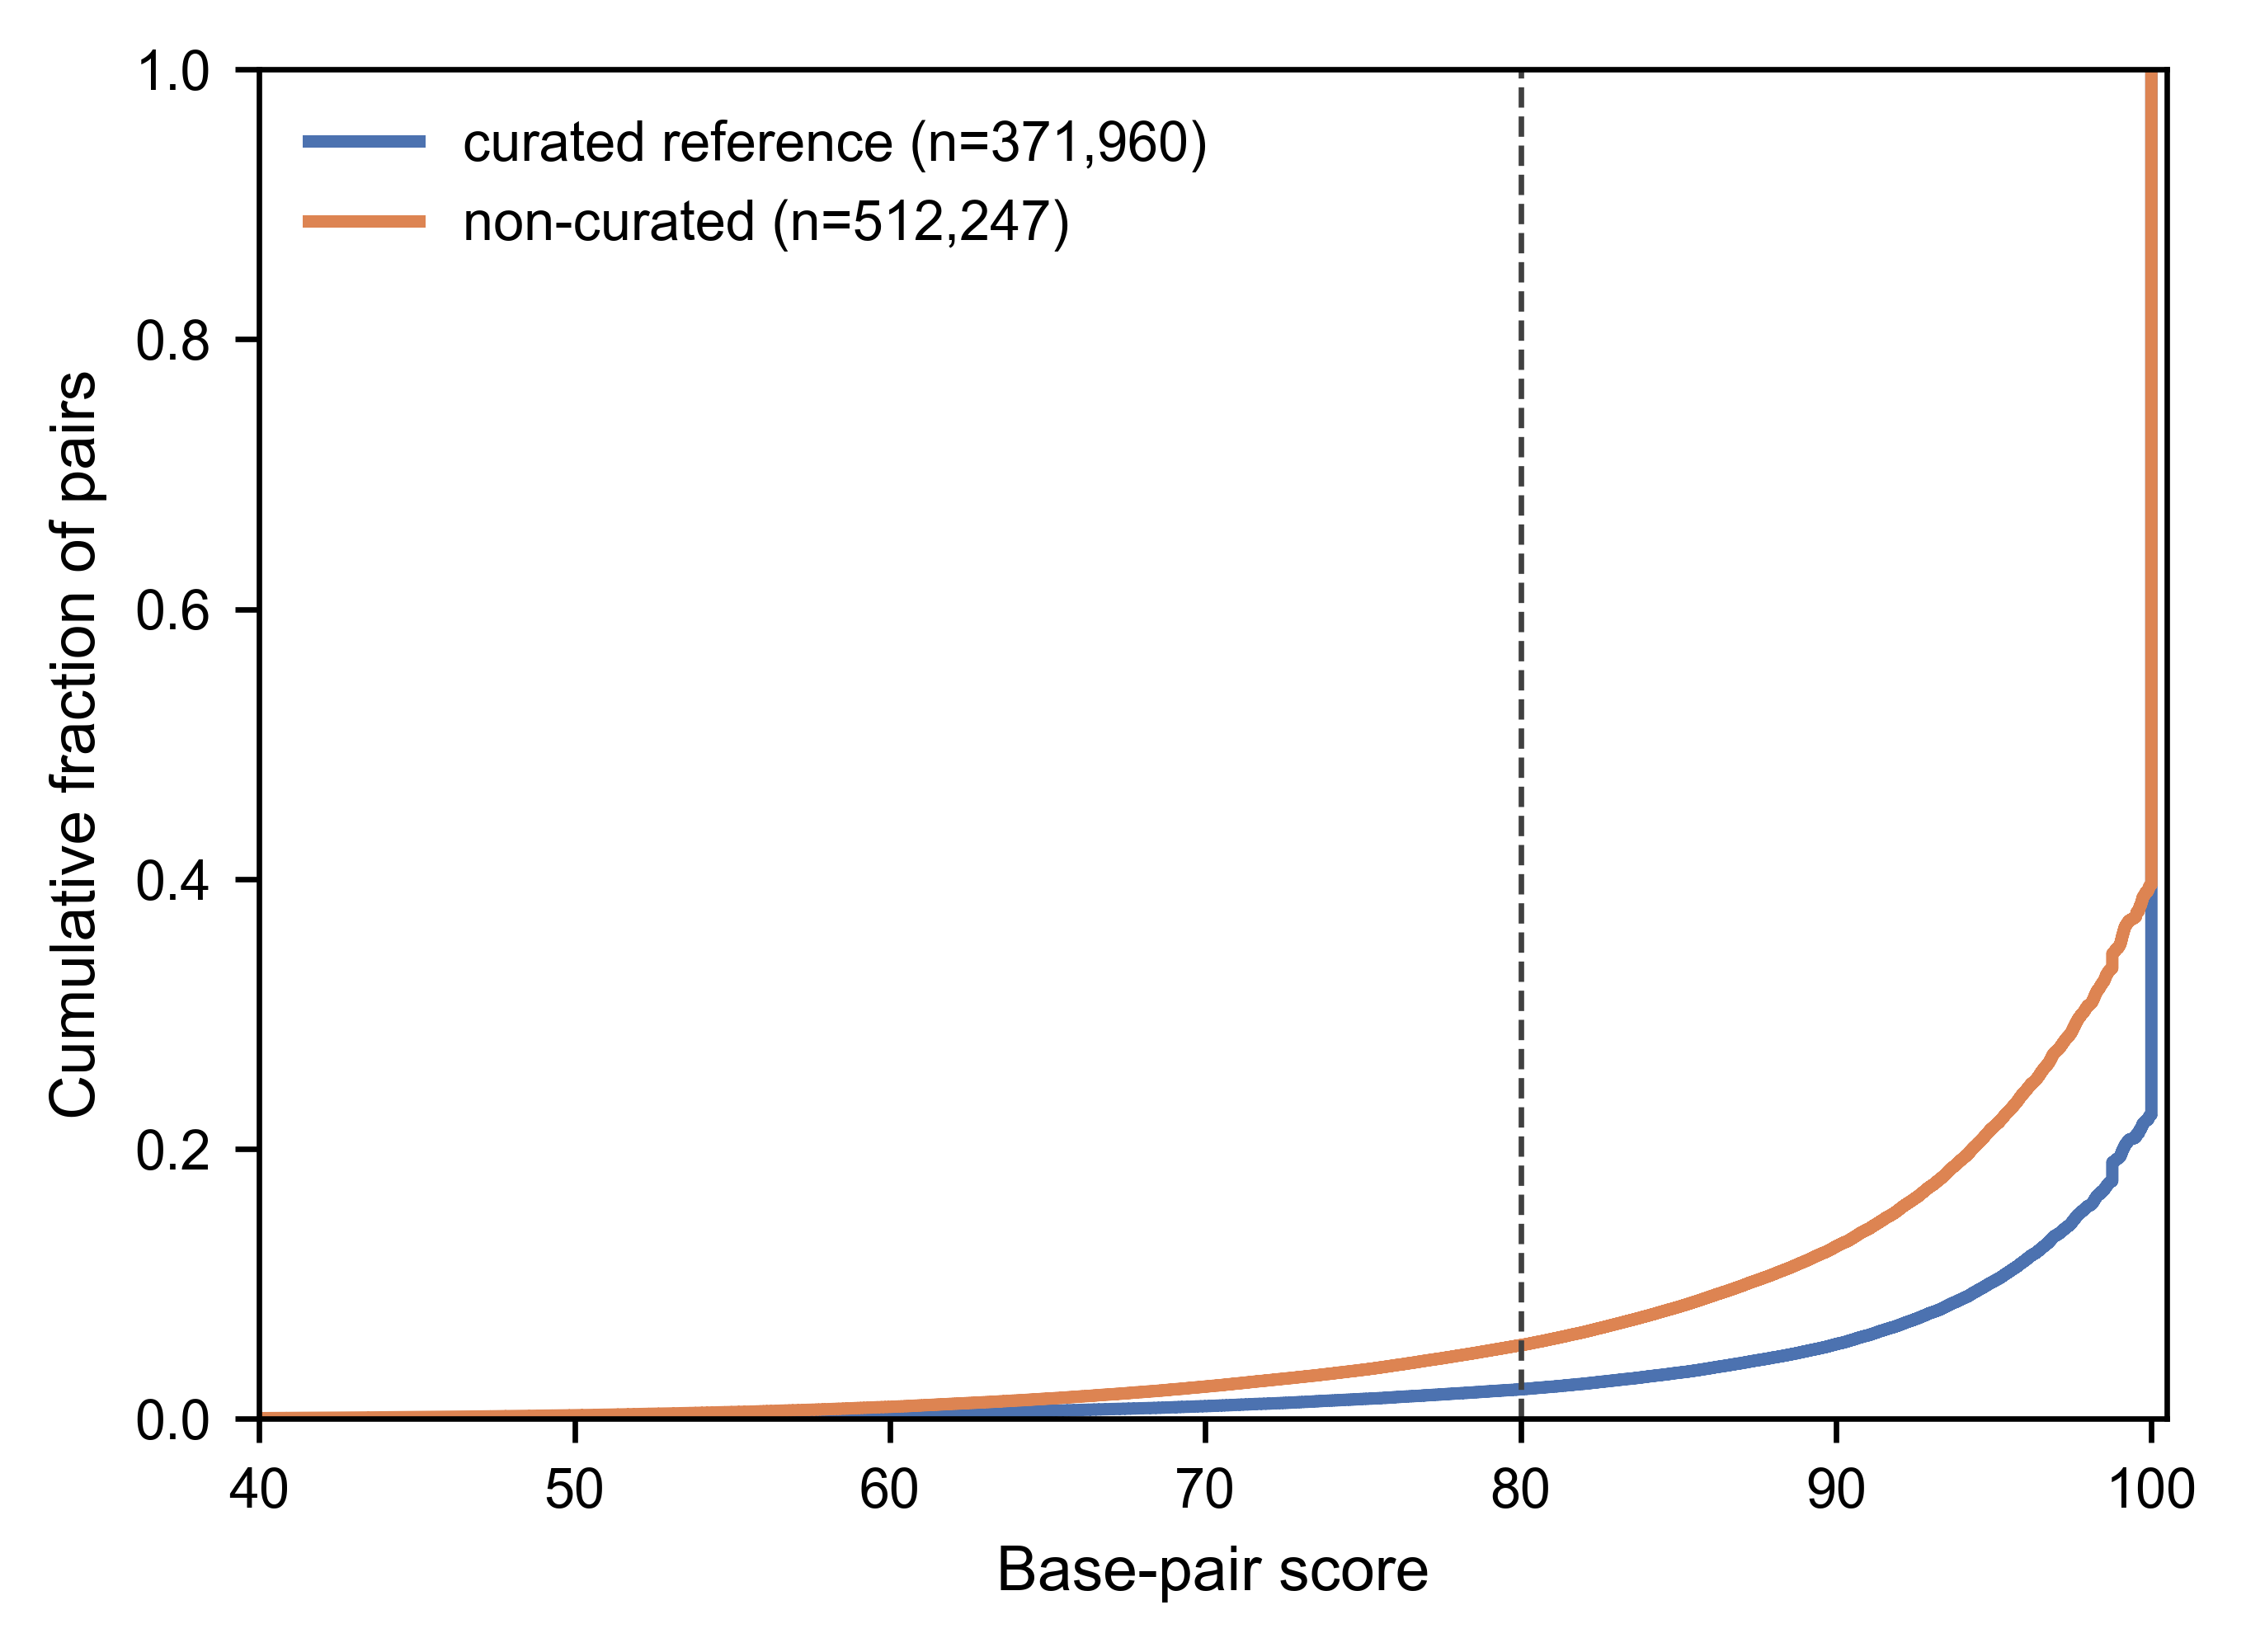 1.0
curated reference (n=371,960)
non-curated (n=512,247)
0.8
0.6
0.4
0.2
0.0
Cumulative fraction of pairs
40 50 60 70 80 90 100
Base-pair score